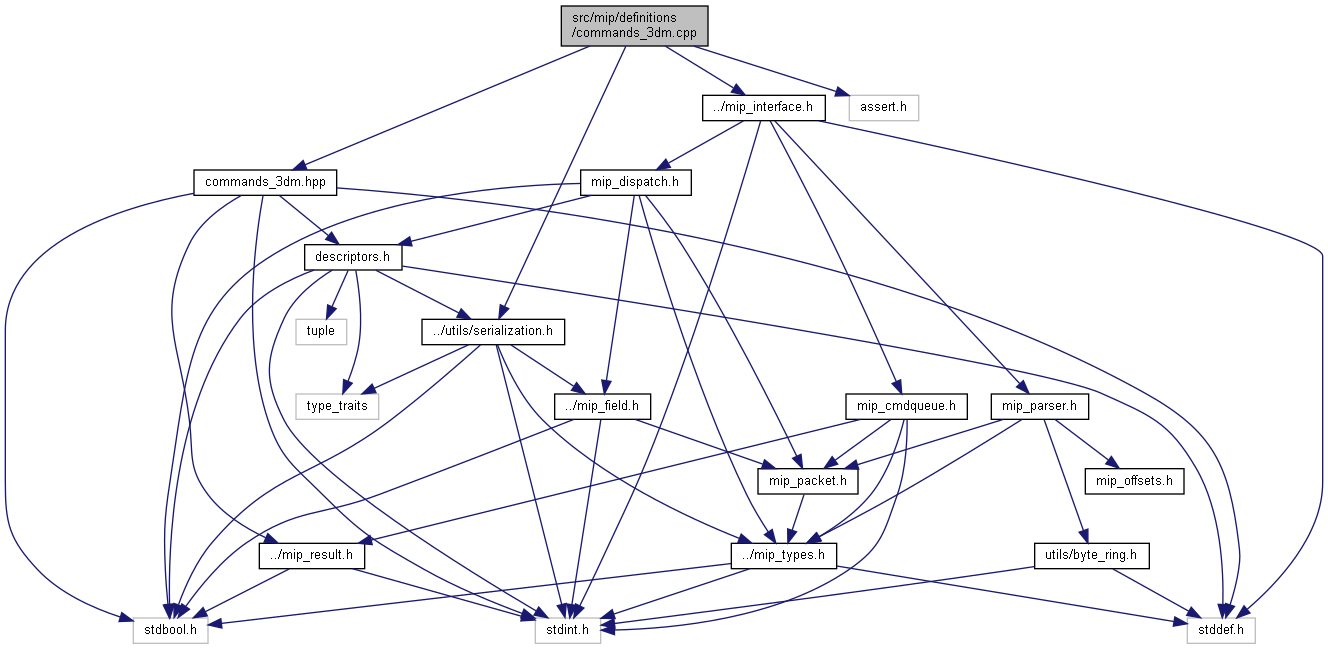 src/mip/definitions
/commands_3dm.cpp
../mip_interface.h
assert.h
commands_3dm.hpp
mip_dispatch.h
descriptors.h
tuple
../utils/serialization.h
type_traits
../mip_field.h
mip_cmdqueue.h
mip_parser.h
mip_packet.h
mip_offsets.h
../mip_result.h
../mip_types.h
utils/byte_ring.h
stdbool.h
stdint.h
stddef.h